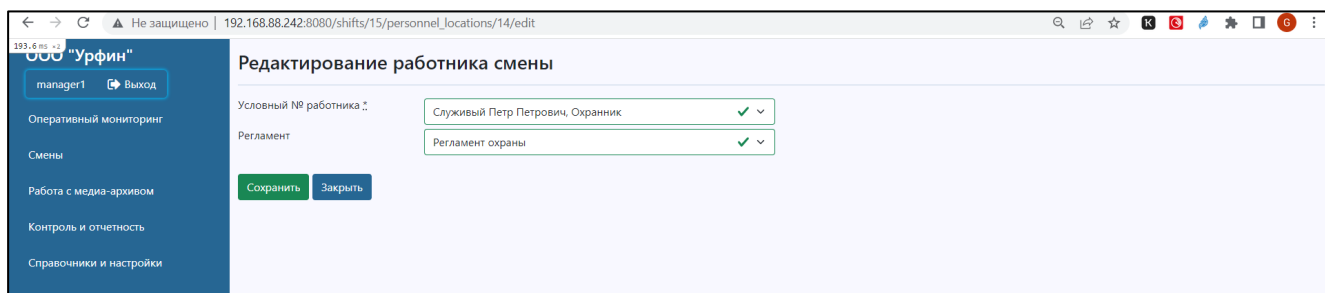 Не защищено | 192.168.88.242:8080/shifts/15/personnel_locations/14/edit
K
G
193.6 ms ×2
ООО "Урфин"
manager1 Выход
Оперативный мониторинг
Смены
Работа с медиа-архивом
Контроль и отчетность
Справочники и настройки
Редактирование работника смены
Условный № работника *
Служивый Петр Петрович, Охранник
Регламент
Регламент охраны
Сохранить Закрыть